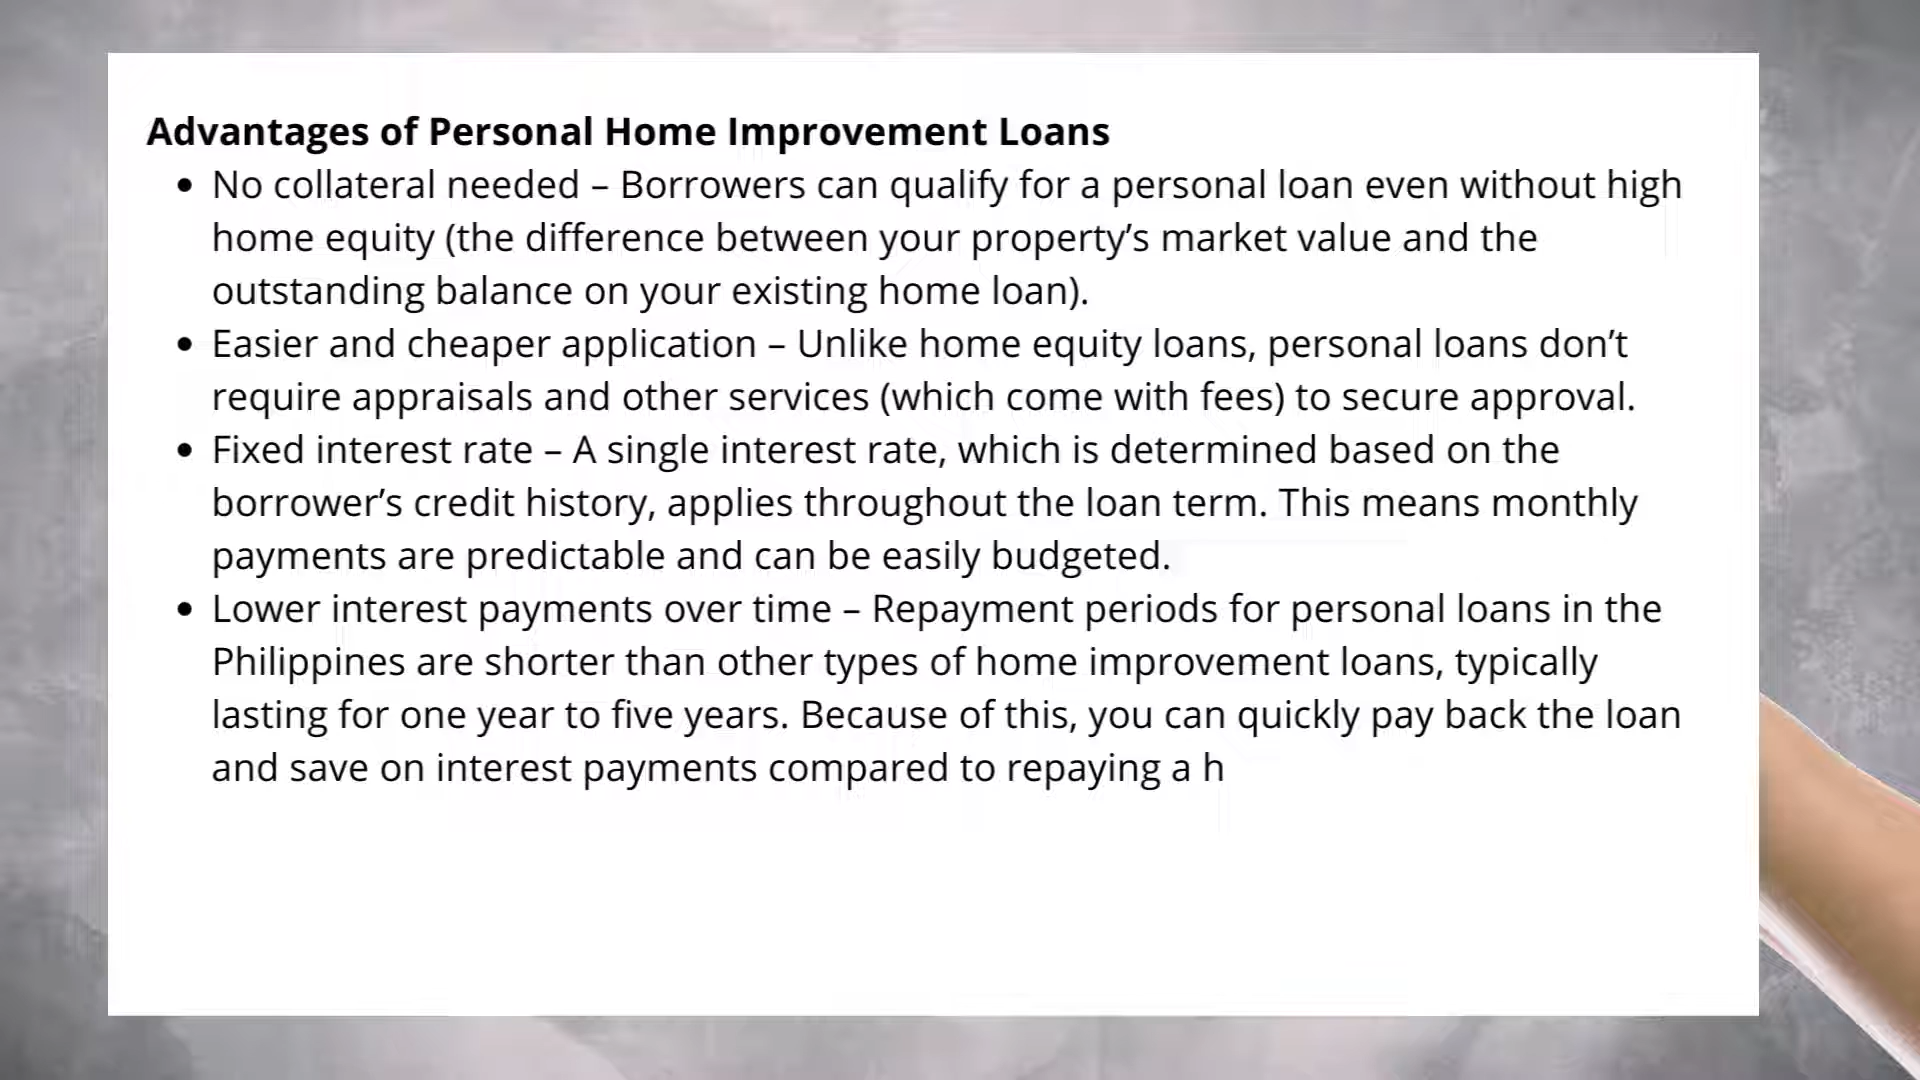 Advantages of Personal Home Improvement Loans
• No collateral needed – Borrowers can qualify for a personal loan even without high
home equity (the difference between your property’s market value and the
outstanding balance on your existing home loan).
• Easier and cheaper application – Unlike home equity loans, personal loans don’t
require appraisals and other services (which come with fees) to secure approval.
• Fixed interest rate – A single interest rate, which is determined based on the
borrower’s credit history, applies throughout the loan term. This means monthly
payments are predictable and can be easily budgeted.
• Lower interest payments over time – Repayment periods for personal loans in the
Philippines are shorter than other types of home improvement loans, typically
lasting for one year to five years. Because of this, you can quickly pay back the loan
and save on interest payments compared to repaying a h